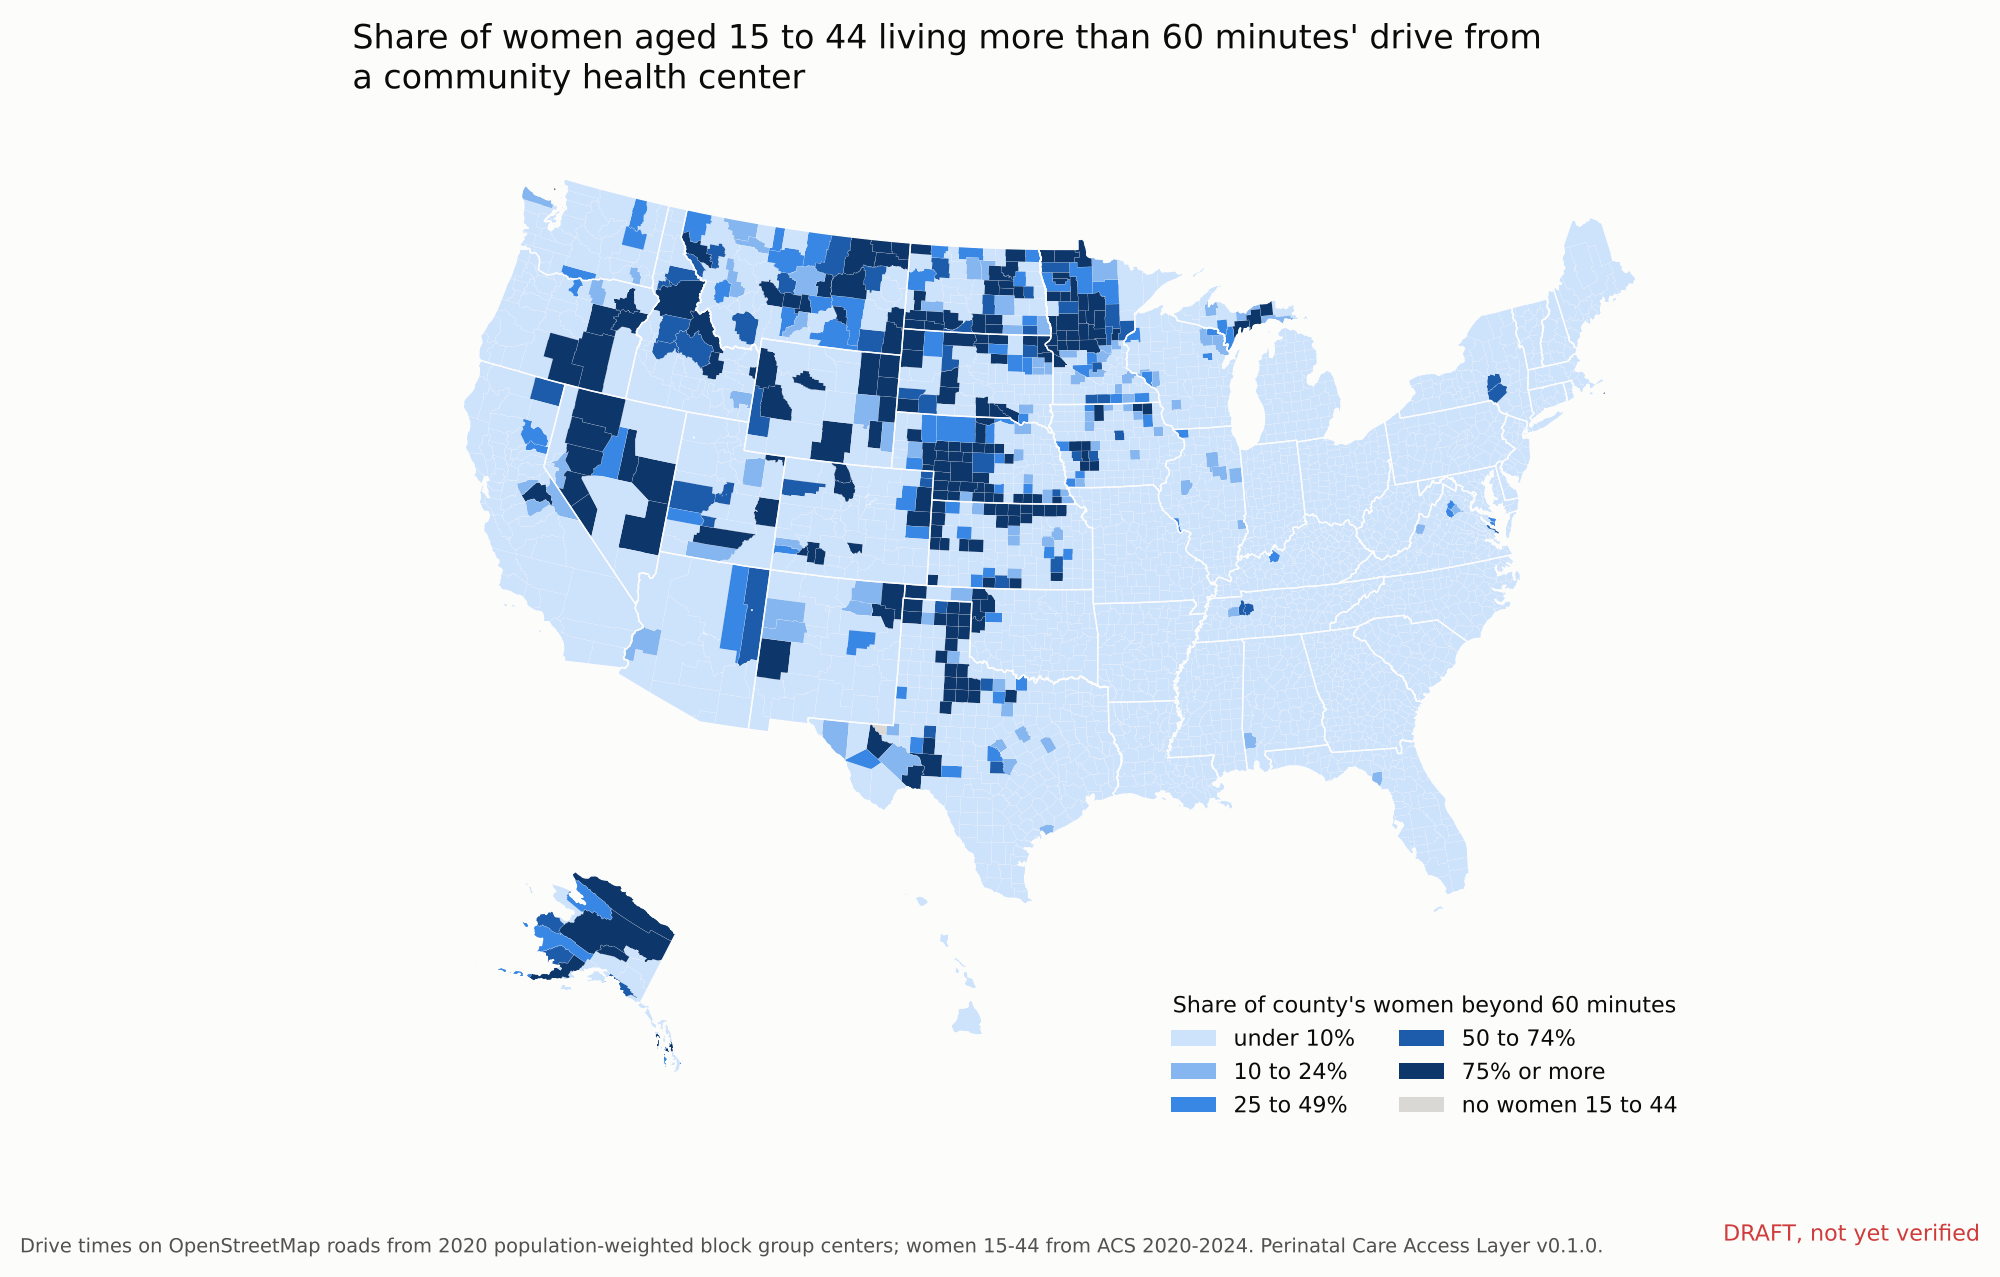 Share of women aged 15 to 44 living more than 60 minutes' drive from
a community health center
Share of county's women beyond 60 minutes
under 10%
10 to 24%
25 to 49%
50 to 74%
75% or more
no women 15 to 44
DRAFT, not yet verified
Drive times on OpenStreetMap roads from 2020 population-weighted block group centers; women 15-44 from ACS 2020-2024. Perinatal Care Access Layer v0.1.0.